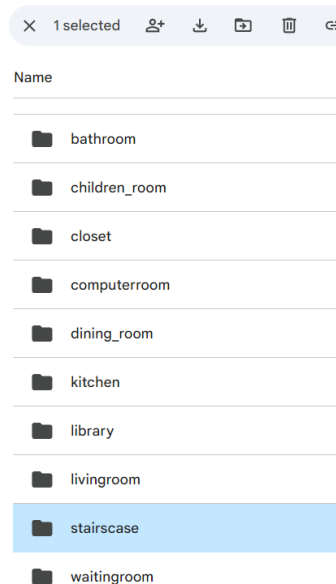 1 selected
Name
bathroom
children_room
closet
computerroom
dining_room
kitchen
library
livingroom
stairscase
waitingroom